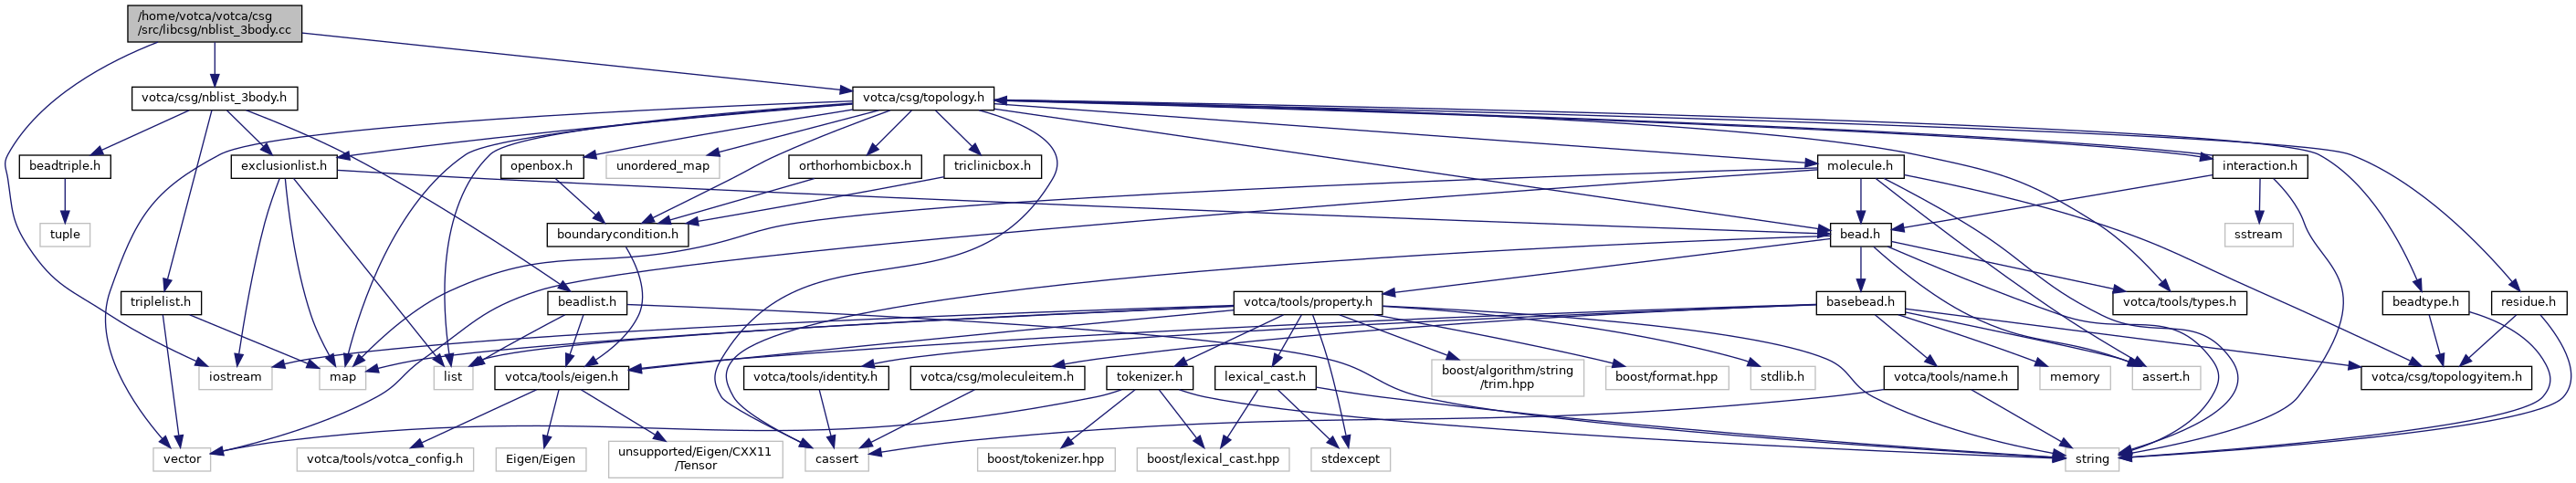 /home/votca/votca/csg
/src/libcsg/nblist_3body.cc
votca/csg/nblist_3body.h
votca/csg/topology.h
beadtriple.h
exclusionlist.h
openbox.h
unordered_map
orthorhombicbox.h
triclinicbox.h
molecule.h
interaction.h
tuple
boundarycondition.h
bead.h
sstream
triplelist.h
beadlist.h
votca/tools/property.h
basebead.h
votca/tools/types.h
beadtype.h
residue.h
iostream
map
list
votca/tools/eigen.h
votca/tools/identity.h
votca/csg/moleculeitem.h
tokenizer.h
lexical_cast.h
boost/algorithm/string
/trim.hpp
boost/format.hpp
stdlib.h
votca/tools/name.h
memory
assert.h
votca/csg/topologyitem.h
vector
votca/tools/votca_config.h
Eigen/Eigen
unsupported/Eigen/CXX11
/Tensor
cassert
boost/tokenizer.hpp
boost/lexical_cast.hpp
stdexcept
string